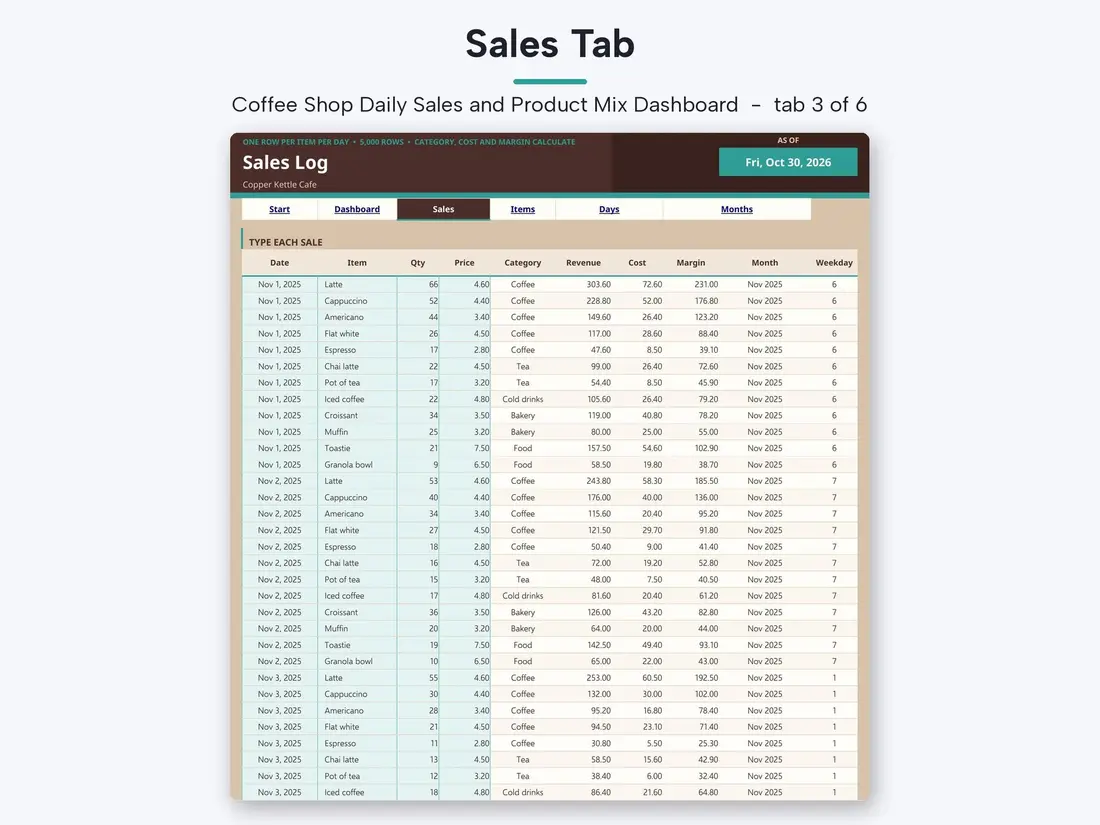 Sales Tab
Coffee Shop Daily Sales and Product Mix Dashboard – tab 3 of 6
ONE ROW PER ITEM PER DAY • 5,000 ROWS • CATEGORY, COST AND MARGIN CALCULATE
AS OF
Sales Log
Fri, Oct 30, 2026
Copper Kettle Cafe
Start Dashboard Sales Items Days Months
TYPE EACH SALE
Date Item Qty Price Category Revenue Cost Margin Month Weekday
Nov 1, 2025 Latte 66 4.60 Coffee 303.60 72.60 231.00 Nov 2025 6
Nov 1, 2025 Cappuccino 52 4.40 Coffee 228.80 52.00 176.80 Nov 2025 6
Nov 1, 2025 Americano 44 3.40 Coffee 149.60 26.40 123.20 Nov 2025 6
Nov 1, 2025 Flat white 26 4.50 Coffee 117.00 28.60 88.40 Nov 2025 6
Nov 1, 2025 Espresso 17 2.80 Coffee 47.60 8.50 39.10 Nov 2025 6
Nov 1, 2025 Chai latte 22 4.50 Tea 99.00 26.40 72.60 Nov 2025 6
Nov 1, 2025 Pot of tea 17 3.20 Tea 54.40 8.50 45.90 Nov 2025 6
Nov 1, 2025 Iced coffee 22 4.80 Cold drinks 105.60 26.40 79.20 Nov 2025 6
Nov 1, 2025 Croissant 34 3.50 Bakery 119.00 40.80 78.20 Nov 2025 6
Nov 1, 2025 Muffin 25 3.20 Bakery 80.00 25.00 55.00 Nov 2025 6
Nov 1, 2025 Toastie 21 7.50 Food 157.50 54.60 102.90 Nov 2025 6
Nov 1, 2025 Granola bowl 9 6.50 Food 58.50 19.80 38.70 Nov 2025 6
Nov 2, 2025 Latte 53 4.60 Coffee 243.80 58.30 185.50 Nov 2025 7
Nov 2, 2025 Cappuccino 40 4.40 Coffee 176.00 40.00 136.00 Nov 2025 7
Nov 2, 2025 Americano 34 3.40 Coffee 115.60 20.40 95.20 Nov 2025 7
Nov 2, 2025 Flat white 27 4.50 Coffee 121.50 29.70 91.80 Nov 2025 7
Nov 2, 2025 Espresso 18 2.80 Coffee 50.40 9.00 41.40 Nov 2025 7
Nov 2, 2025 Chai latte 16 4.50 Tea 72.00 19.20 52.80 Nov 2025 7
Nov 2, 2025 Pot of tea 15 3.20 Tea 48.00 7.50 40.50 Nov 2025 7
Nov 2, 2025 Iced coffee 17 4.80 Cold drinks 81.60 20.40 61.20 Nov 2025 7
Nov 2, 2025 Croissant 36 3.50 Bakery 126.00 43.20 82.80 Nov 2025 7
Nov 2, 2025 Muffin 20 3.20 Bakery 64.00 20.00 44.00 Nov 2025 7
Nov 2, 2025 Toastie 19 7.50 Food 142.50 49.40 93.10 Nov 2025 7
Nov 2, 2025 Granola bowl 10 6.50 Food 65.00 22.00 43.00 Nov 2025 7
Nov 3, 2025 Latte 55 4.60 Coffee 253.00 60.50 192.50 Nov 2025 1
Nov 3, 2025 Cappuccino 30 4.40 Coffee 132.00 30.00 102.00 Nov 2025 1
Nov 3, 2025 Americano 28 3.40 Coffee 95.20 16.80 78.40 Nov 2025 1
Nov 3, 2025 Flat white 21 4.50 Coffee 94.50 23.10 71.40 Nov 2025 1
Nov 3, 2025 Espresso 11 2.80 Coffee 30.80 5.50 25.30 Nov 2025 1
Nov 3, 2025 Chai latte 13 4.50 Tea 58.50 15.60 42.90 Nov 2025 1
Nov 3, 2025 Pot of tea 12 3.20 Tea 38.40 6.00 32.40 Nov 2025 1
Nov 3, 2025 Iced coffee 18 4.80 Cold drinks 86.40 21.60 64.80 Nov 2025 1